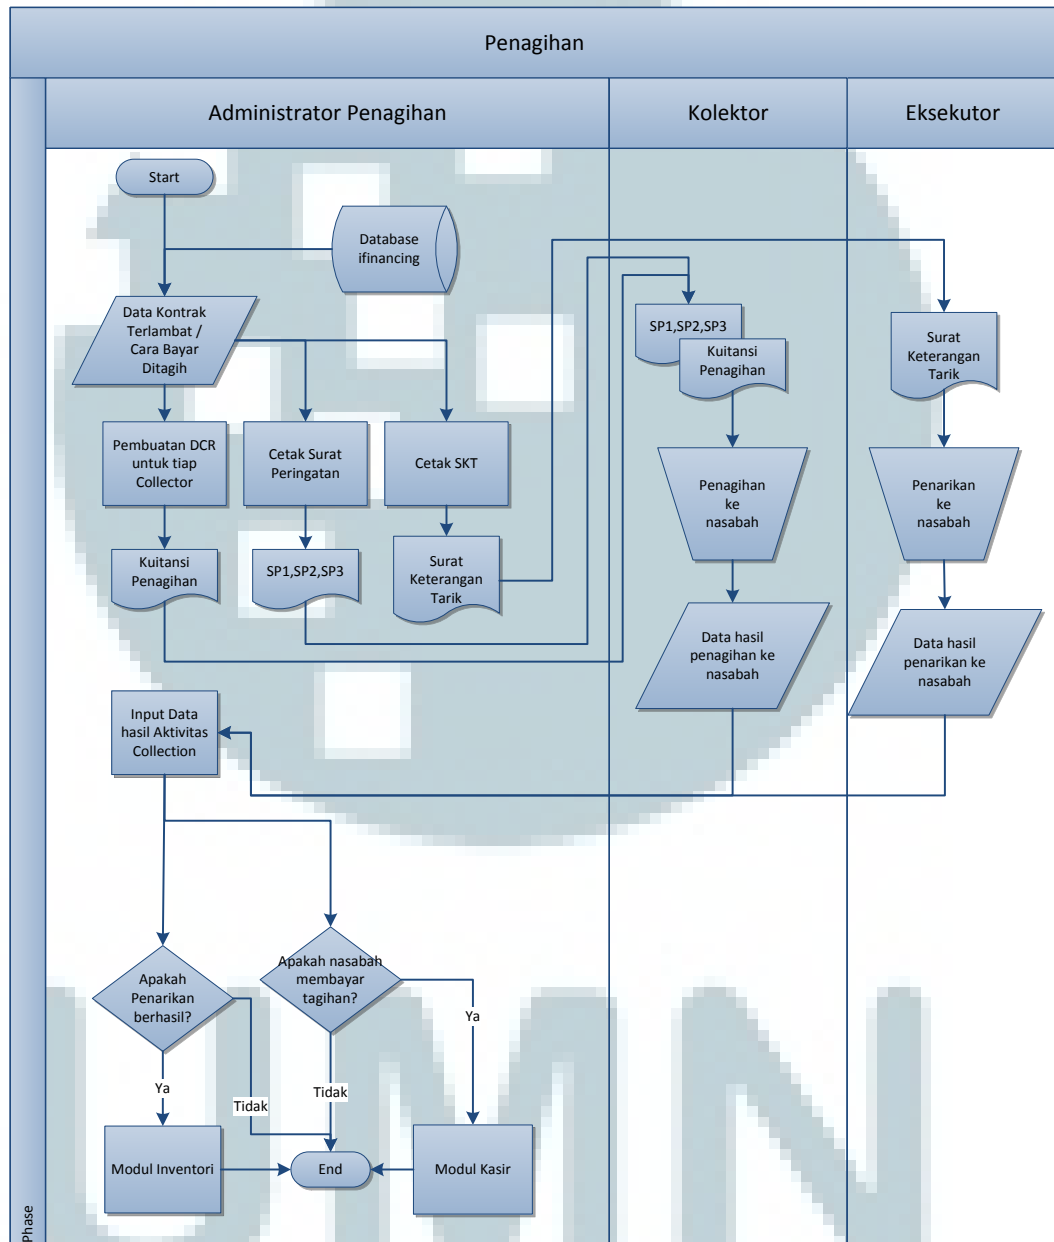 Penagihan
Administrator Penagihan
Kolektor
Eksekutor
Start
Database
ifinancing
Data Kontrak
Terlambat /
Cara Bayar
Ditagih
SP1,SP2,SP3
Kuitansi
Penagihan
Surat
Keterangan
Tarik
Pembuatan DCR
untuk tiap
Collector
Cetak Surat
Peringatan
Cetak SKT
Penagihan
ke
nasabah
Penarikan
ke
nasabah
Kuitansi
Penagihan
SP1,SP2,SP3
Surat
Keterangan
Tarik
Data hasil
penagihan ke
nasabah
Data hasil
penarikan ke
nasabah
Input Data
hasil Aktivitas
Collection
Apakah
Penarikan
berhasil?
Apakah nasabah
membayar
tagihan?
Ya
Ya
Tidak
Tidak
Modul Inventori
End
Modul Kasir
Phase
UMN